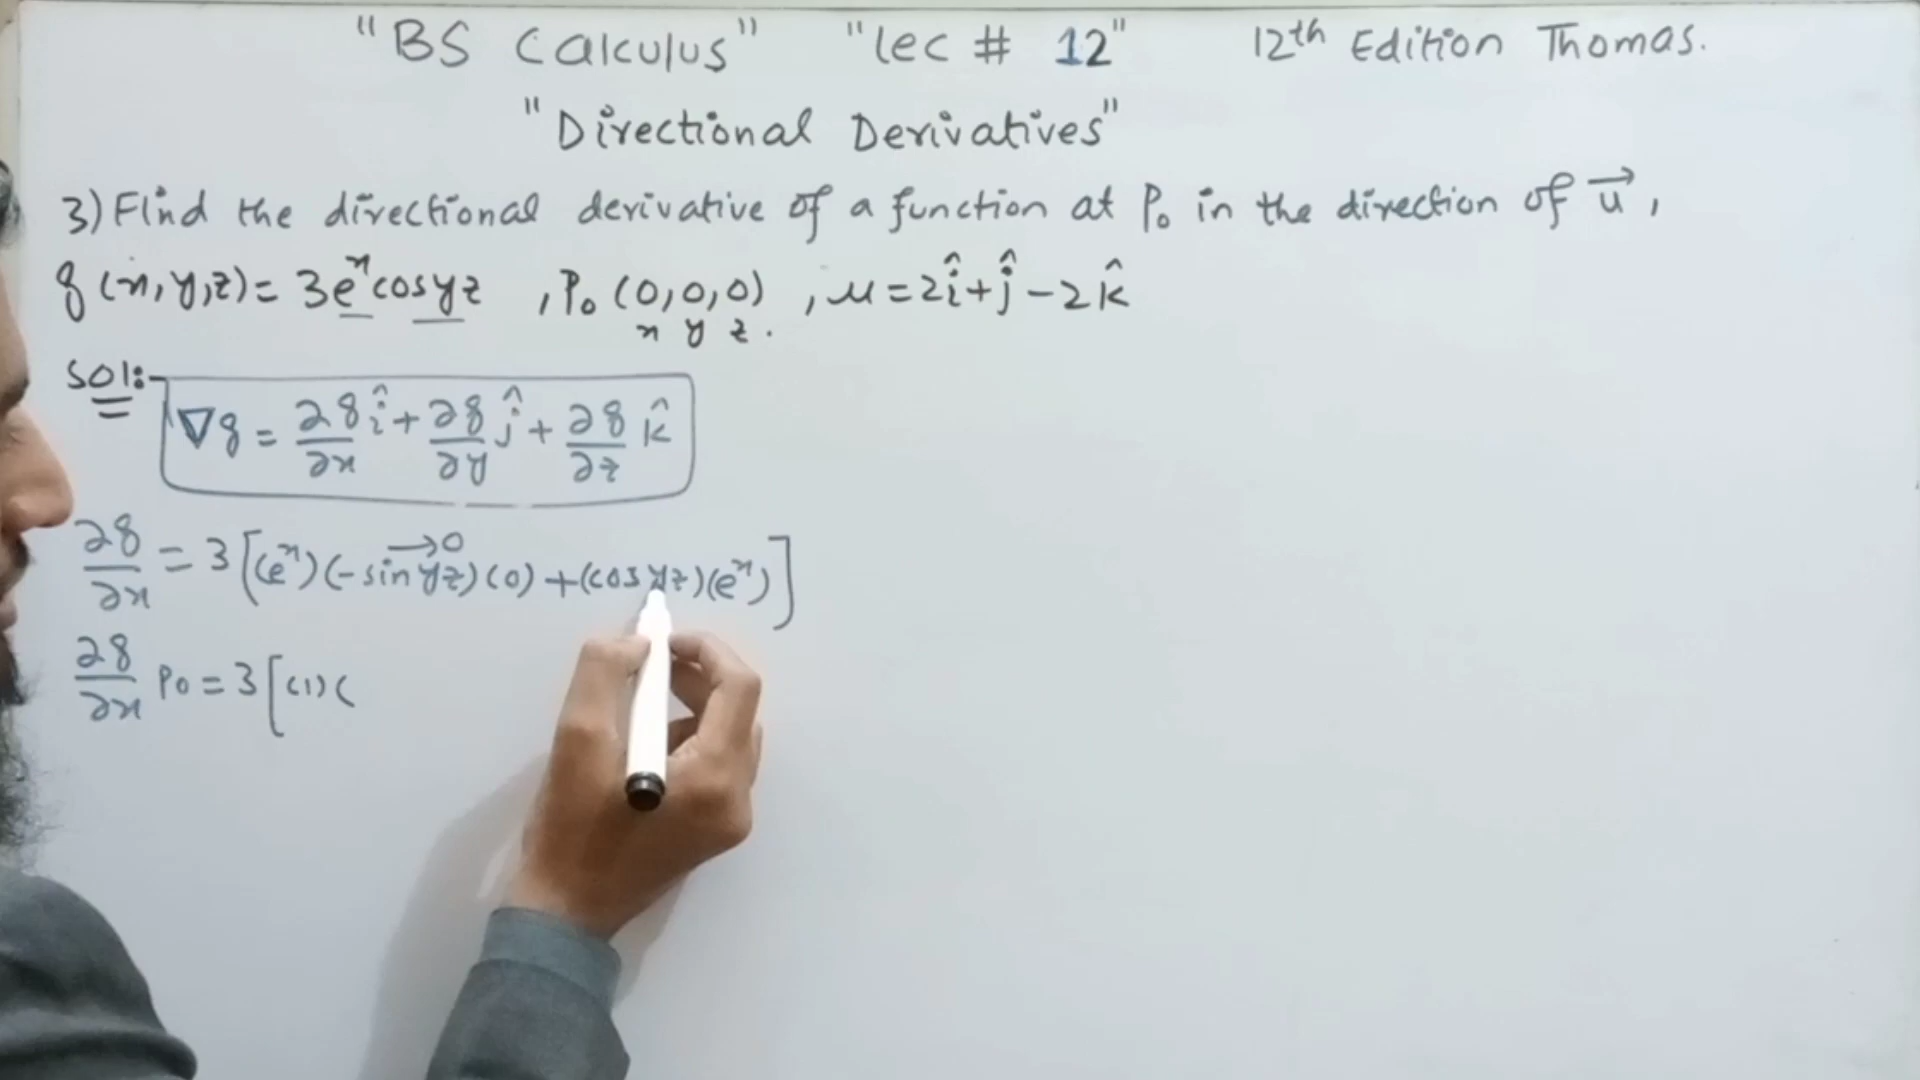 "BS Calculus" "Lec # 12" 12th Edition Thomas.
"Directional Derivatives"
3) Find the directional derivative of a function at P₀ in the direction of u⃗,
g(x,y,z) = 3eˣcosyz , P₀ (0,0,0) , u = 2î+ĵ-2k̂
x y z.
Sol:-
∇g = ∂g/∂x î + ∂g/∂y ĵ + ∂g/∂z k̂
∂g/∂x = 3[(eˣ)(-sin yz)(0) + (cos yz)(eˣ)] →0
∂g/∂x P₀ = 3[(1)(